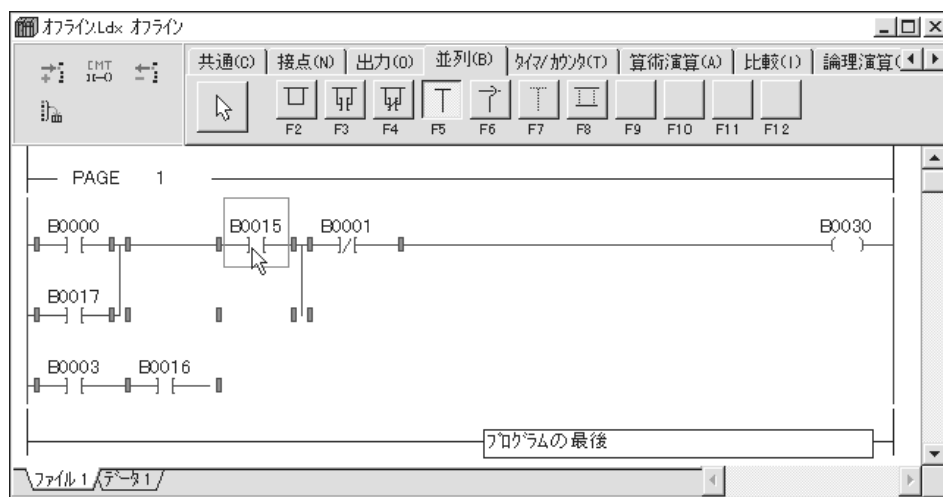 オフライン.Ldx オフライン
CMT
共通(C) 接点(N) 出力(O) 並列(B) タイマ/カウンタ(T) 算術演算(A) 比較(I) 論理演算(
F2 F3 F4 F5 F6 F7 F8 F9 F10 F11 F12
PAGE 1
B0000 B0015 B0001 B0030
B0017
B0003 B0016
プログラムの最後
ファイル 1 データ 1